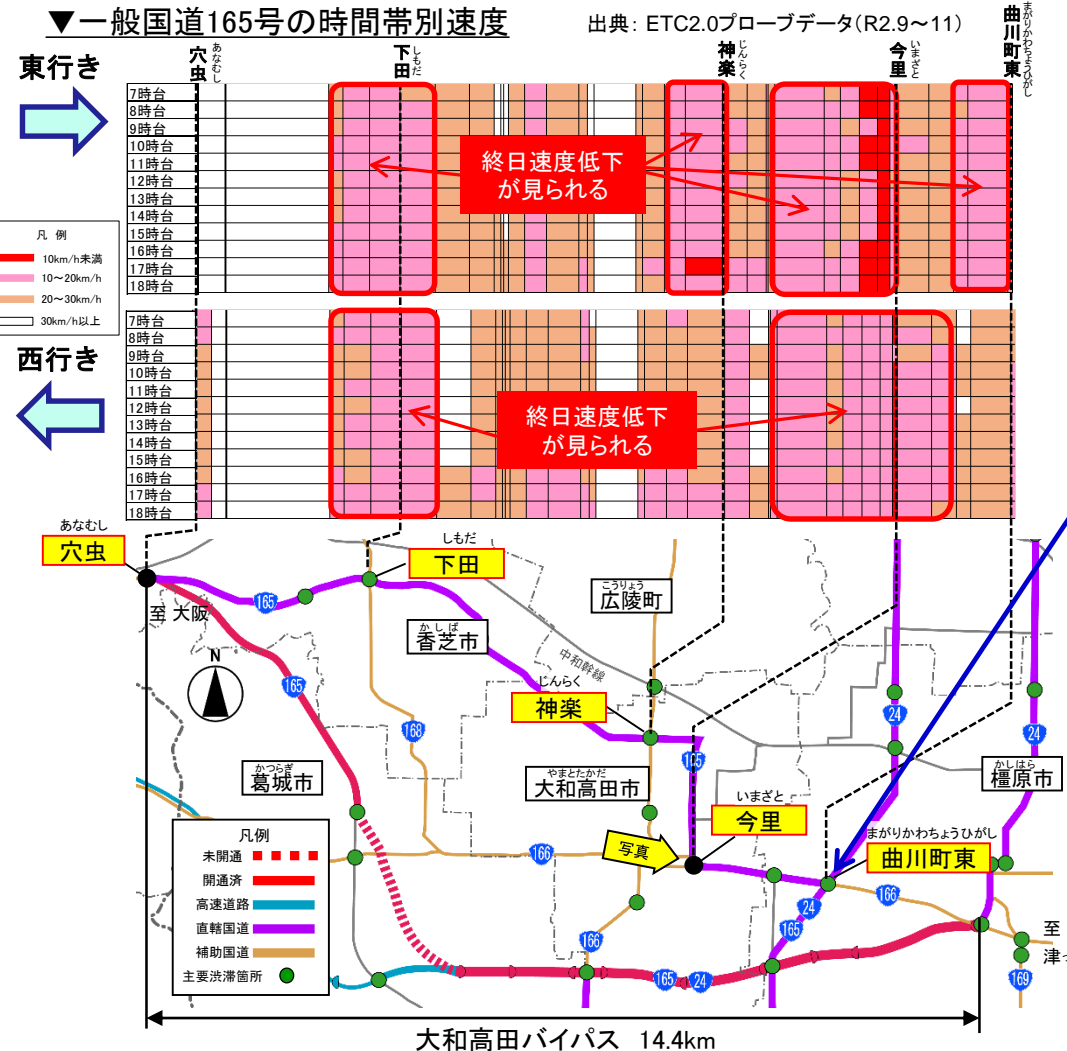 ▼一般国道165号の時間帯別速度
出典: ETC2.0プローブデータ(R2.9～11)
東行き
あなむし
穴虫
しもだ
下田
じんらく
神楽
いまざと
今里
まがりかわちょうひがし
曲川町東
7時台
8時台
9時台
10時台
11時台
12時台
13時台
14時台
15時台
16時台
17時台
18時台
終日速度低下
が見られる
凡 例
10km/h未満
10～20km/h
20～30km/h
30km/h以上
西行き
7時台
8時台
9時台
10時台
11時台
12時台
13時台
14時台
15時台
16時台
17時台
18時台
終日速度低下
が見られる
あなむし
穴虫
しもだ
下田
こうりょう
広陵町
至 大阪
165
かしば
香芝市
中和幹線
N
165
じんらく
神楽
168
24
24
かつらぎ
葛城市
やまとたかだ
大和高田市
165
かしはら
橿原市
いまざと
今里
まがりかわちょうひがし
曲川町東
写真
166
166
24
165
166
165
24
169
至
津
凡例
未開通
開通済
高速道路
直轄国道
補助国道
主要渋滞箇所
大和高田バイパス 14.4km